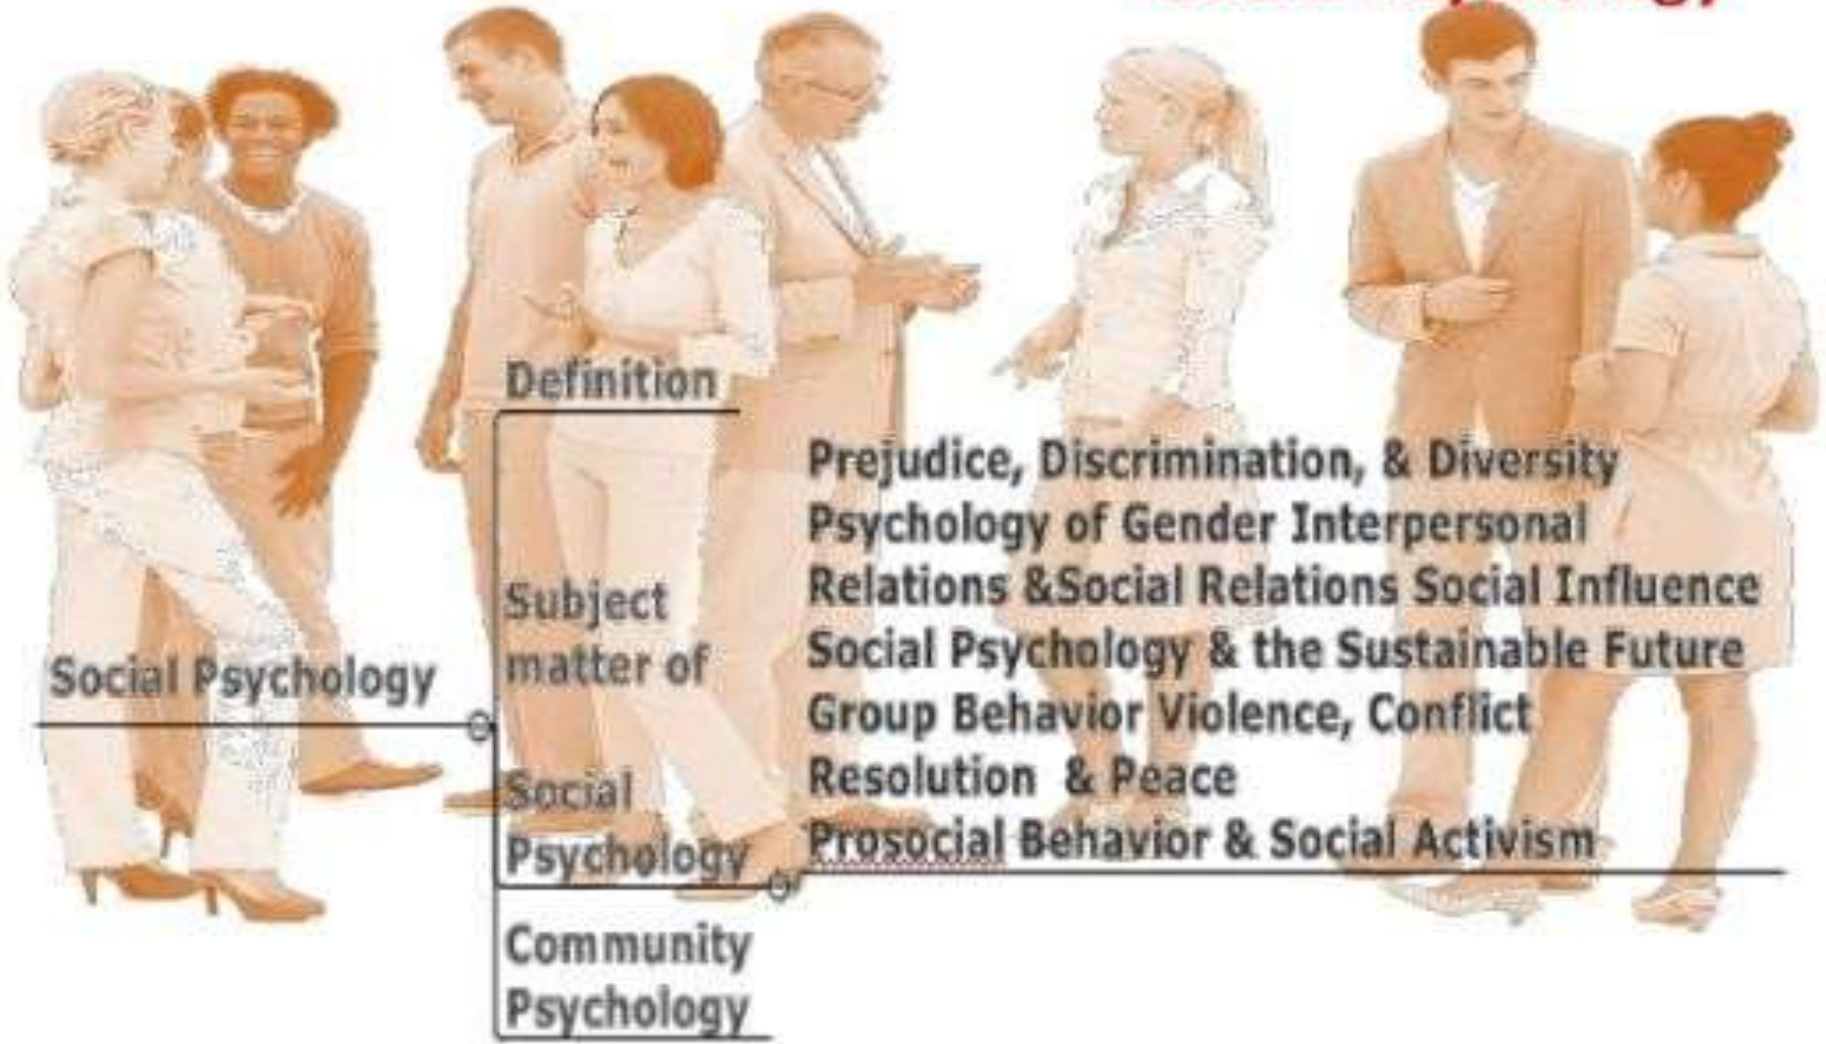 Definition
Prejudice, Discrimination, & Diversity
Psychology of Gender Interpersonal
Relations &Social Relations Social Influence
Subject
matter of
Social Psychology & the Sustainable Future
Social Psychology
Group Behavior Violence, Conflict
Resolution & Peace
Social
Psychology
Prosocial Behavior & Social Activism
Community
Psychology